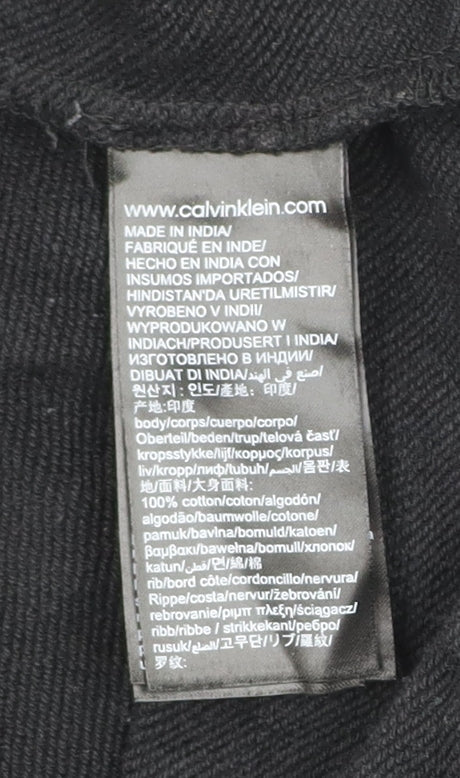 www.calvinklein.com
MADE IN INDIA/
FABRIQUÉ EN INDE/
HECHO EN INDIA CON
INSUMOS IMPORTADOS/
HINDISTAN'DA URETILMISTIR/
VYROBENO V INDII/
WYPRODUKOWANO W
INDIACH/PRODUSERT I INDIA/
ИЗГОТОВЛЕНО В ИНДИИ/
DIBUAT DI INDIA/صنع في الهند/
원산지 : 인도/產地: 印度/
产地:印度
body/corps/cuerpo/corpo/
Oberteil/beden/trup/telová časť/
kropsstykke/lijf/κορμος/korpus/
liv/kropp/лиф/tubuh/الجسم/몸판/表
地/面料/大身面料:
100% cotton/coton/algodón/
algodão/baumwolle/cotone/
pamuk/bavlna/bomuld/katoen/
βαμβακι/bawełna/bomull/хлопок/
katun/قطن/면/綿/棉
rib/bord côte/cordoncillo/nervura/
Rippe/costa/nervur/žebrování/
rebrovanie/ριμπ πλεξη/ściągacz/
ribb/ribbe / strikkekant/ребро/
rusuk/الضلع/고무단/リブ/羅紋/
罗纹: